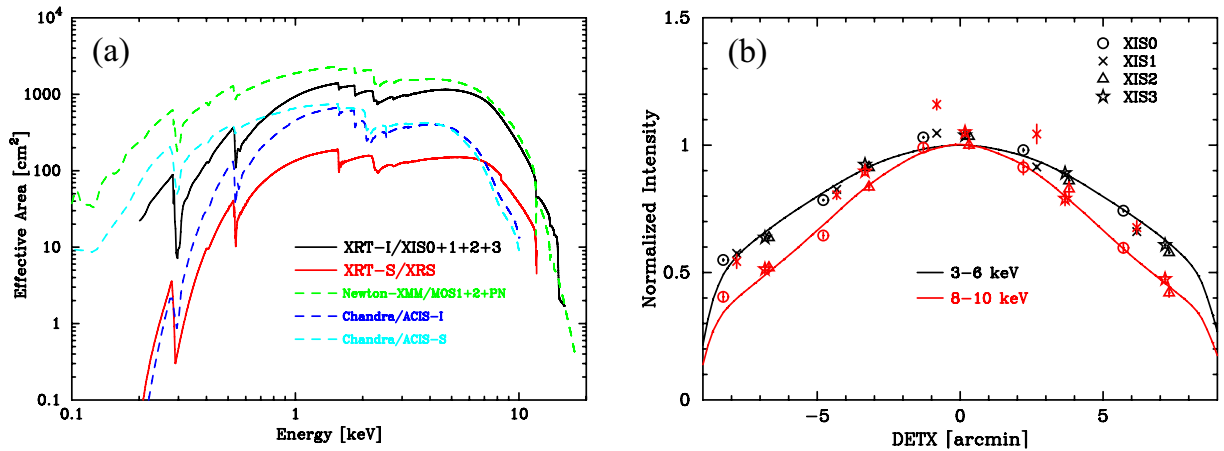 (a)
10⁴
1000
100
10
1
0.1
Effective Area [cm²]
0.1
1
10
Energy [keV]
XRT-I/XIS0+1+2+3
XRT-S/XRS
Newton-XMM/MOS1+2+PN
Chandra/ACIS-I
Chandra/ACIS-S
(b)
1.5
1
0.5
0
Normalized Intensity
-5
0
5
DETX [arcmin]
XIS0
XIS1
XIS2
XIS3
3-6 keV
8-10 keV